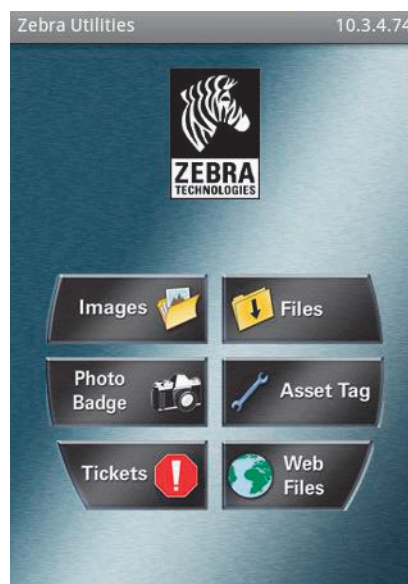 Zebra Utilities 10.3.4.74
ZEBRA
TECHNOLOGIES
Images Files
Photo
Badge
Asset Tag
Tickets
Web
Files